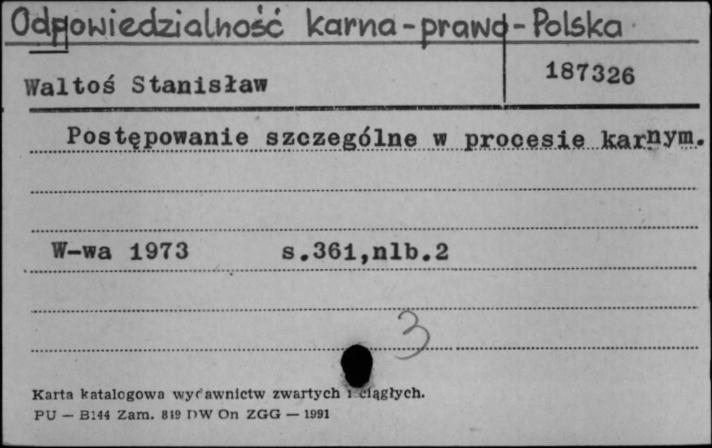 Odpowiedzialność karna-prawo-Polska
Waltoś Stanisław
187326
Postępowanie szczególne w procesie karnym.
W-wa 1973 s.361,nlb.2
3
Karta katalogowa wydawnictw zwartych i ciągłych.
PU — B144 Zam. 819 DW On ZGG — 1991